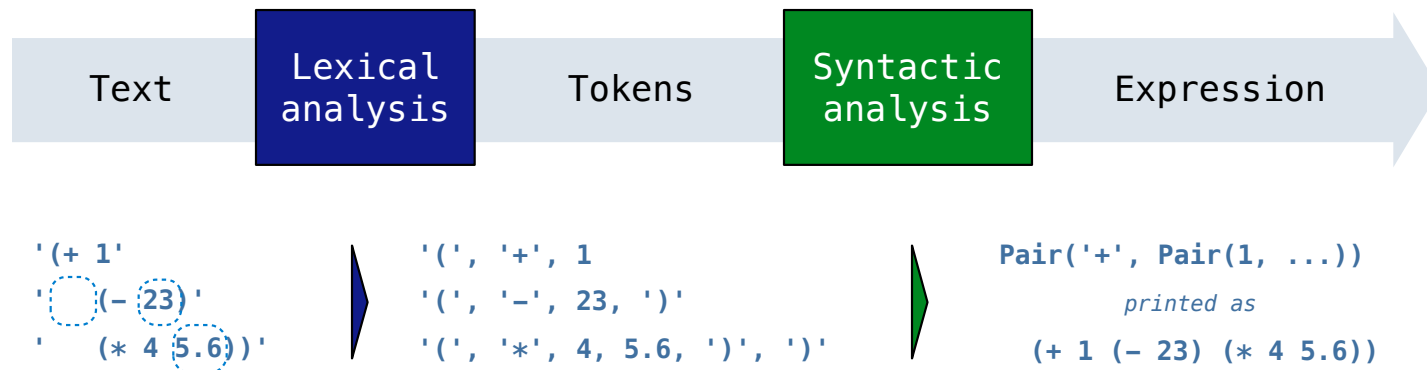 Text
Lexical
analysis
Tokens
Syntactic
analysis
Expression
'(+ 1'
'   (– 23)'
'   (* 4 5.6))'
'(', '+', 1
'(', '–', 23, ')'
'(', '*', 4, 5.6, ')', ')'
Pair('+', Pair(1, ...))
printed as
(+ 1 (– 23) (* 4 5.6))